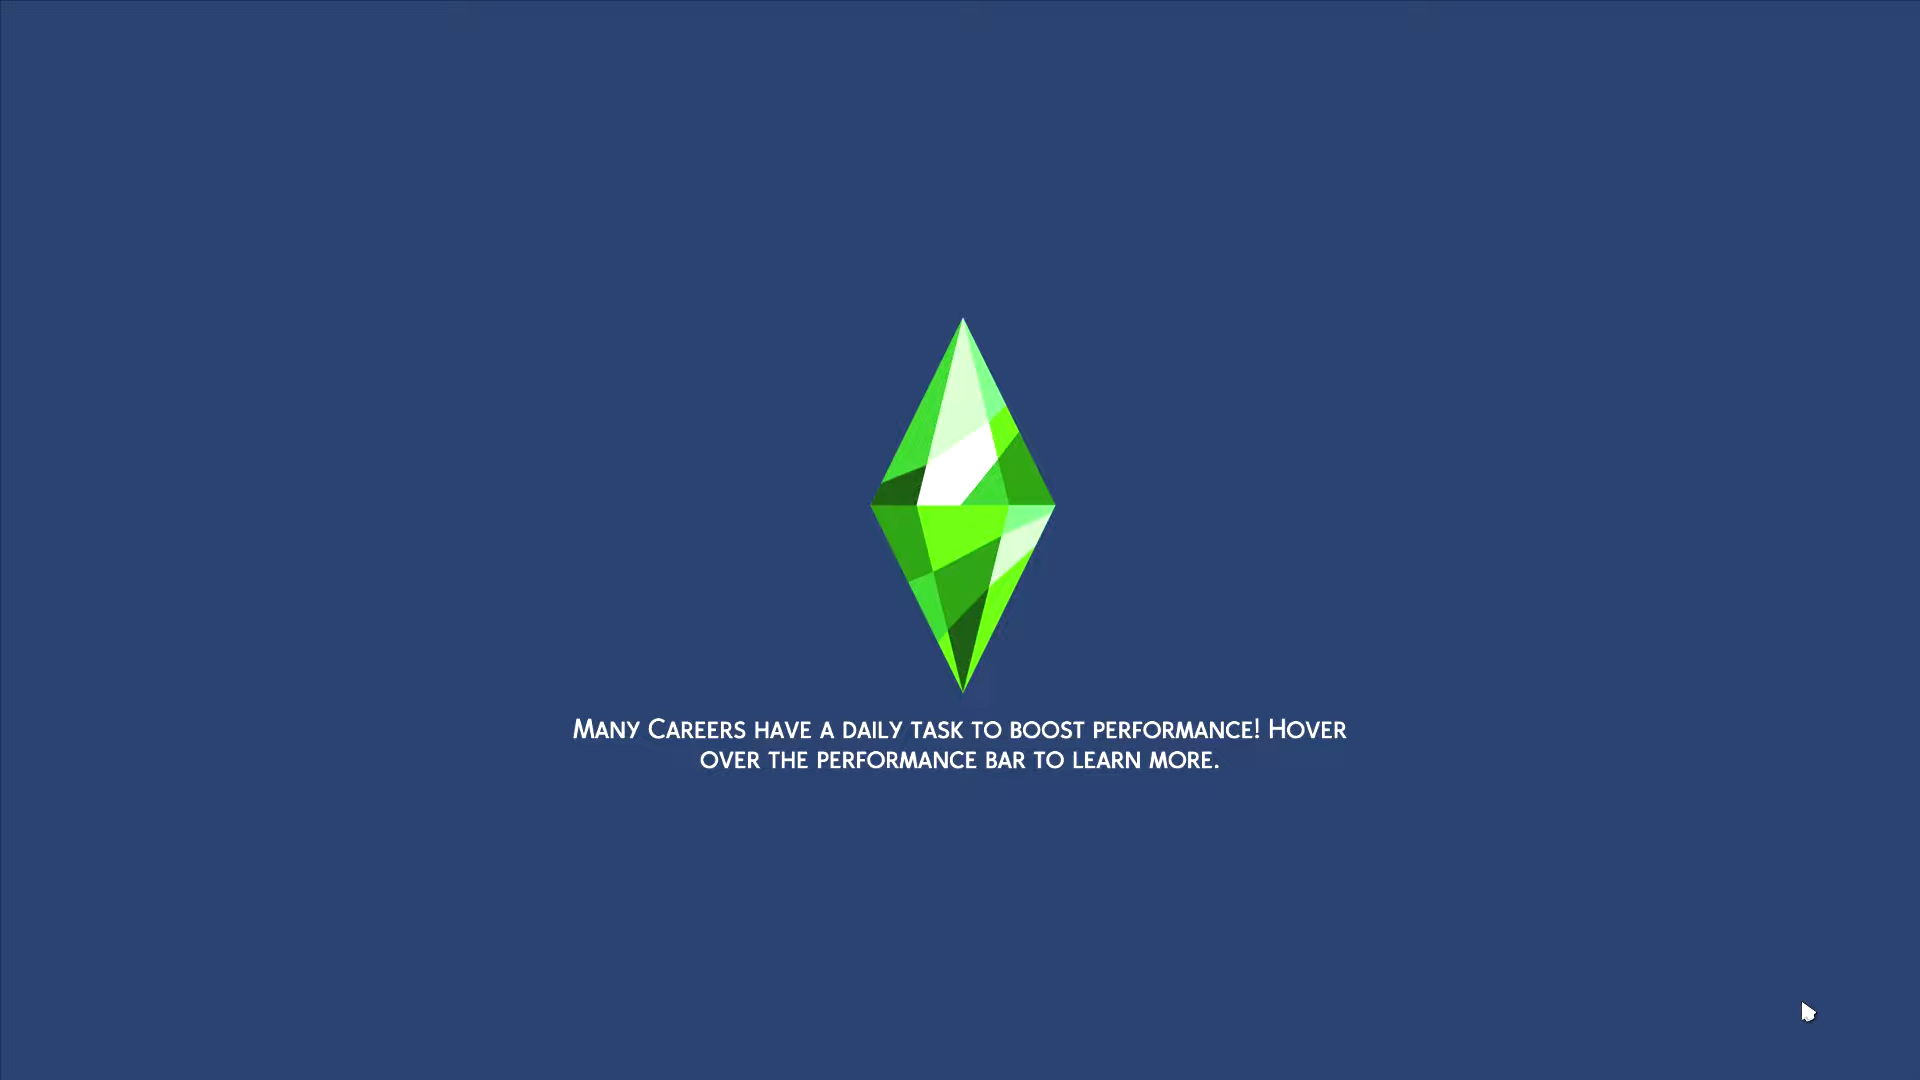 Many Careers have a daily task to boost performance! Hover
over the performance bar to learn more.